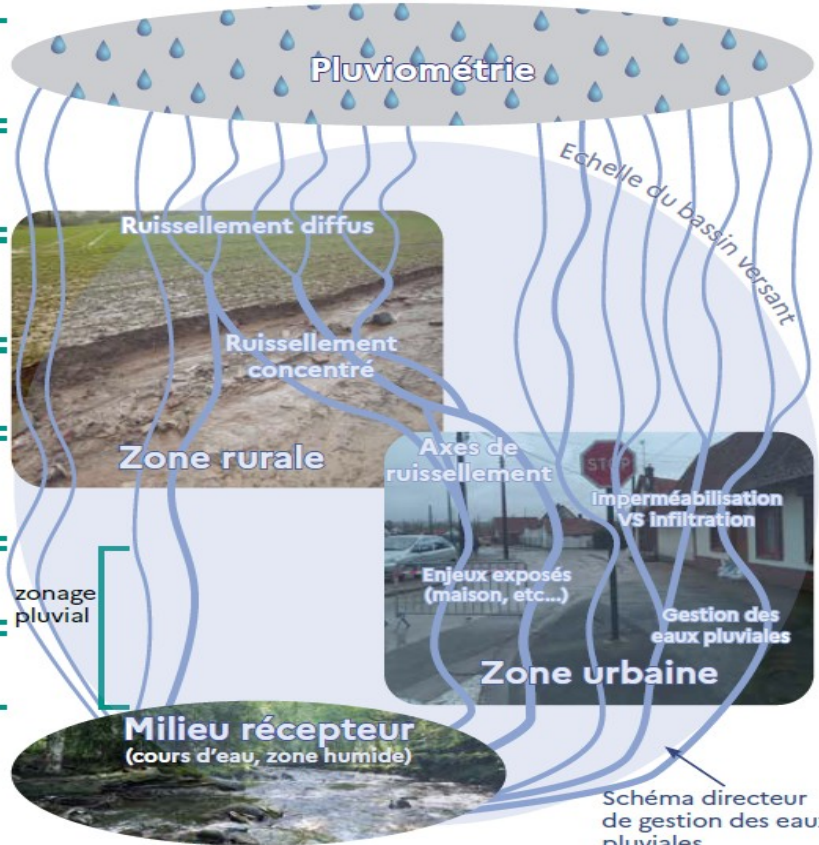 Pluviométrie
Echelle du bassin versant
Ruissellement diffus
Ruissellement
concentré
Zone rurale
Axes de
ruissellement
STOP
Imperméabilisation
VS infiltration
Enjeux exposés
(maison, etc...)
Gestion des
eaux pluviales
Zone urbaine
zonage
pluvial
Milieu récepteur
(cours d'eau, zone humide)
Schéma directeur
de gestion des eaux
pluviales